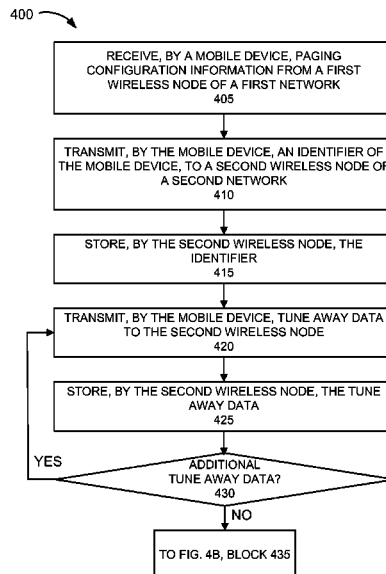 400
RECEIVE, BY A MOBILE DEVICE, PAGING
CONFIGURATION INFORMATION FROM A FIRST
WIRELESS NODE OF A FIRST NETWORK
405
TRANSMIT, BY THE MOBILE DEVICE, AN IDENTIFIER OF
THE MOBILE DEVICE, TO A SECOND WIRELESS NODE OF
A SECOND NETWORK
410
STORE, BY THE SECOND WIRELESS NODE, THE
IDENTIFIER
415
TRANSMIT, BY THE MOBILE DEVICE, TUNE AWAY DATA
TO THE SECOND WIRELESS NODE
420
STORE, BY THE SECOND WIRELESS NODE, THE TUNE
AWAY DATA
425
YES
ADDITIONAL
TUNE AWAY DATA?
430
NO
TO FIG. 4B, BLOCK 435